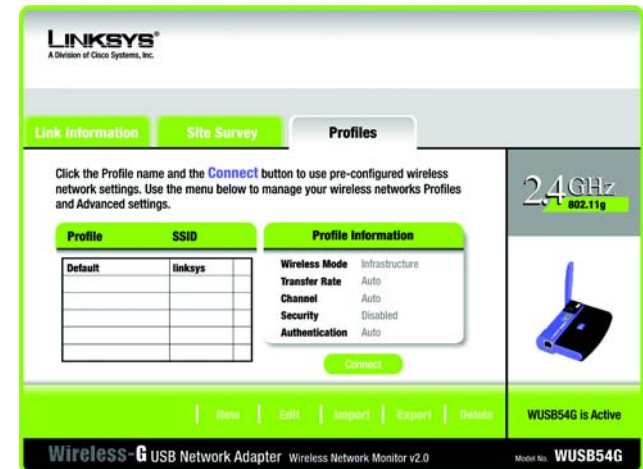 LINKSYS®
A Division of Cisco Systems, Inc.
Link Information Site Survey Profiles
Click the Profile name and the Connect button to use pre-configured wireless
network settings. Use the menu below to manage your wireless networks Profiles
and Advanced settings.
Profile SSID
Default linksys
Profile Information
Wireless Mode Infrastructure
Transfer Rate Auto
Channel Auto
Security Disabled
Authentication Auto
Connect
2.4GHz
802.11g
New Edit Import Export Delete
WUSB54G is Active
Wireless-G USB Network Adapter Wireless Network Monitor v2.0
Model No. WUSB54G